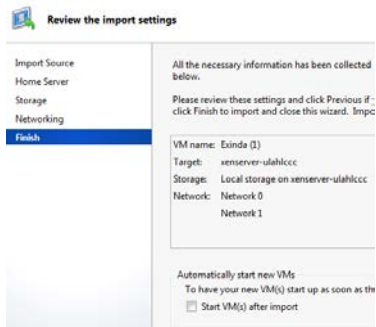 Review the import settings
Import Source
Home Server
Storage
Networking
Finish
All the necessary information has been collected
below.
Please review these settings and click Previous if
click Finish to import and close this wizard.
VM name: Exinda (1)
Target: xenserver-ulahlccc
Storage: Local storage on xenserver-ulahlccc
Network: Network 0
Network 1
Automatically start new VMs
To have your new VM(s) start up as soon as
Start VM(s) after import